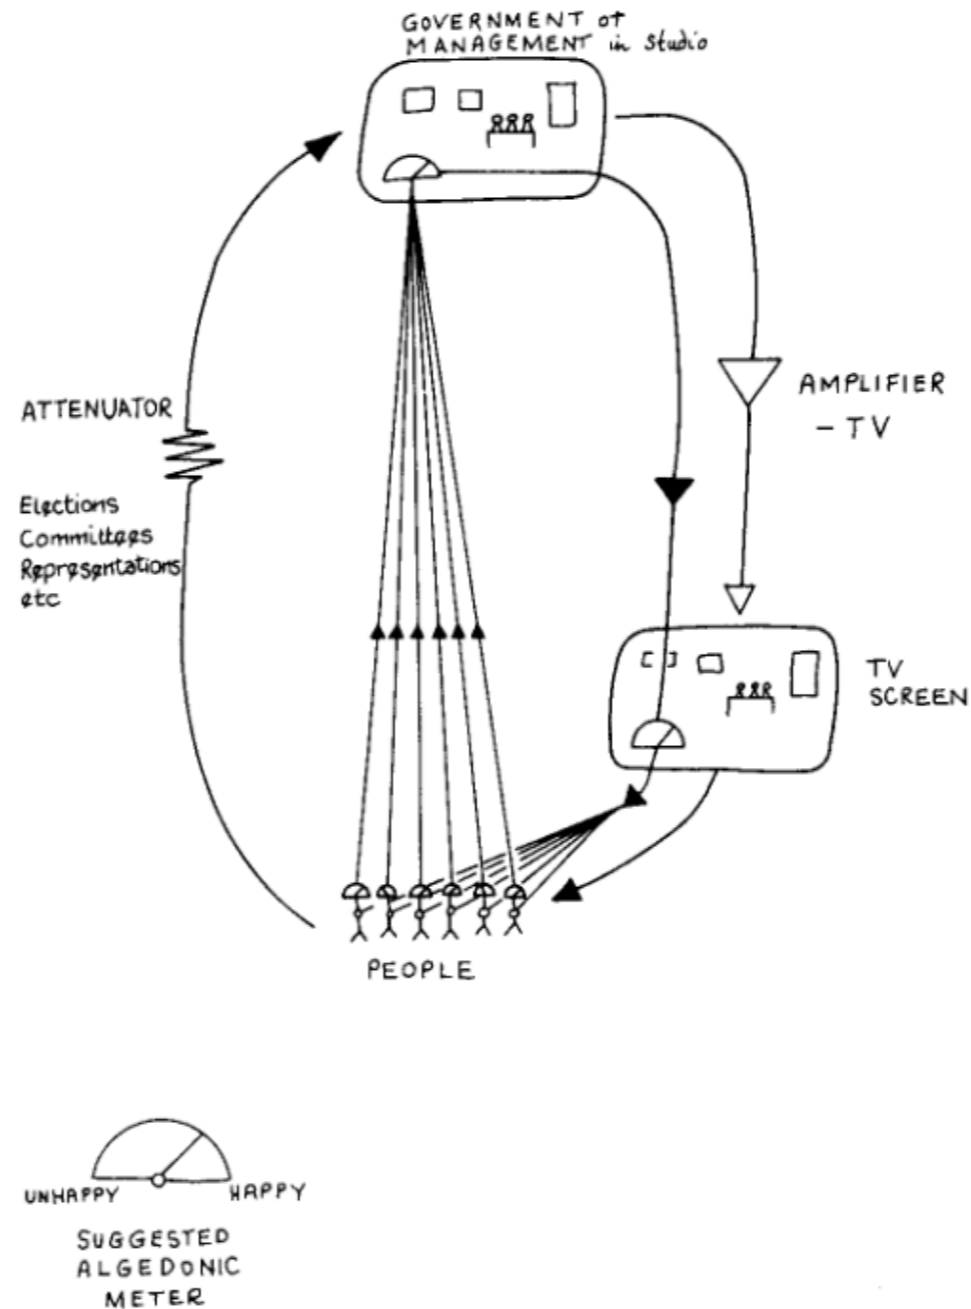 GOVERNMENT or
MANAGEMENT in Studio
ATTENUATOR
Elections
Committees
Representations
etc
AMPLIFIER
- TV
TV
SCREEN
PEOPLE
UNHAPPY HAPPY
SUGGESTED
ALGEDONIC
METER